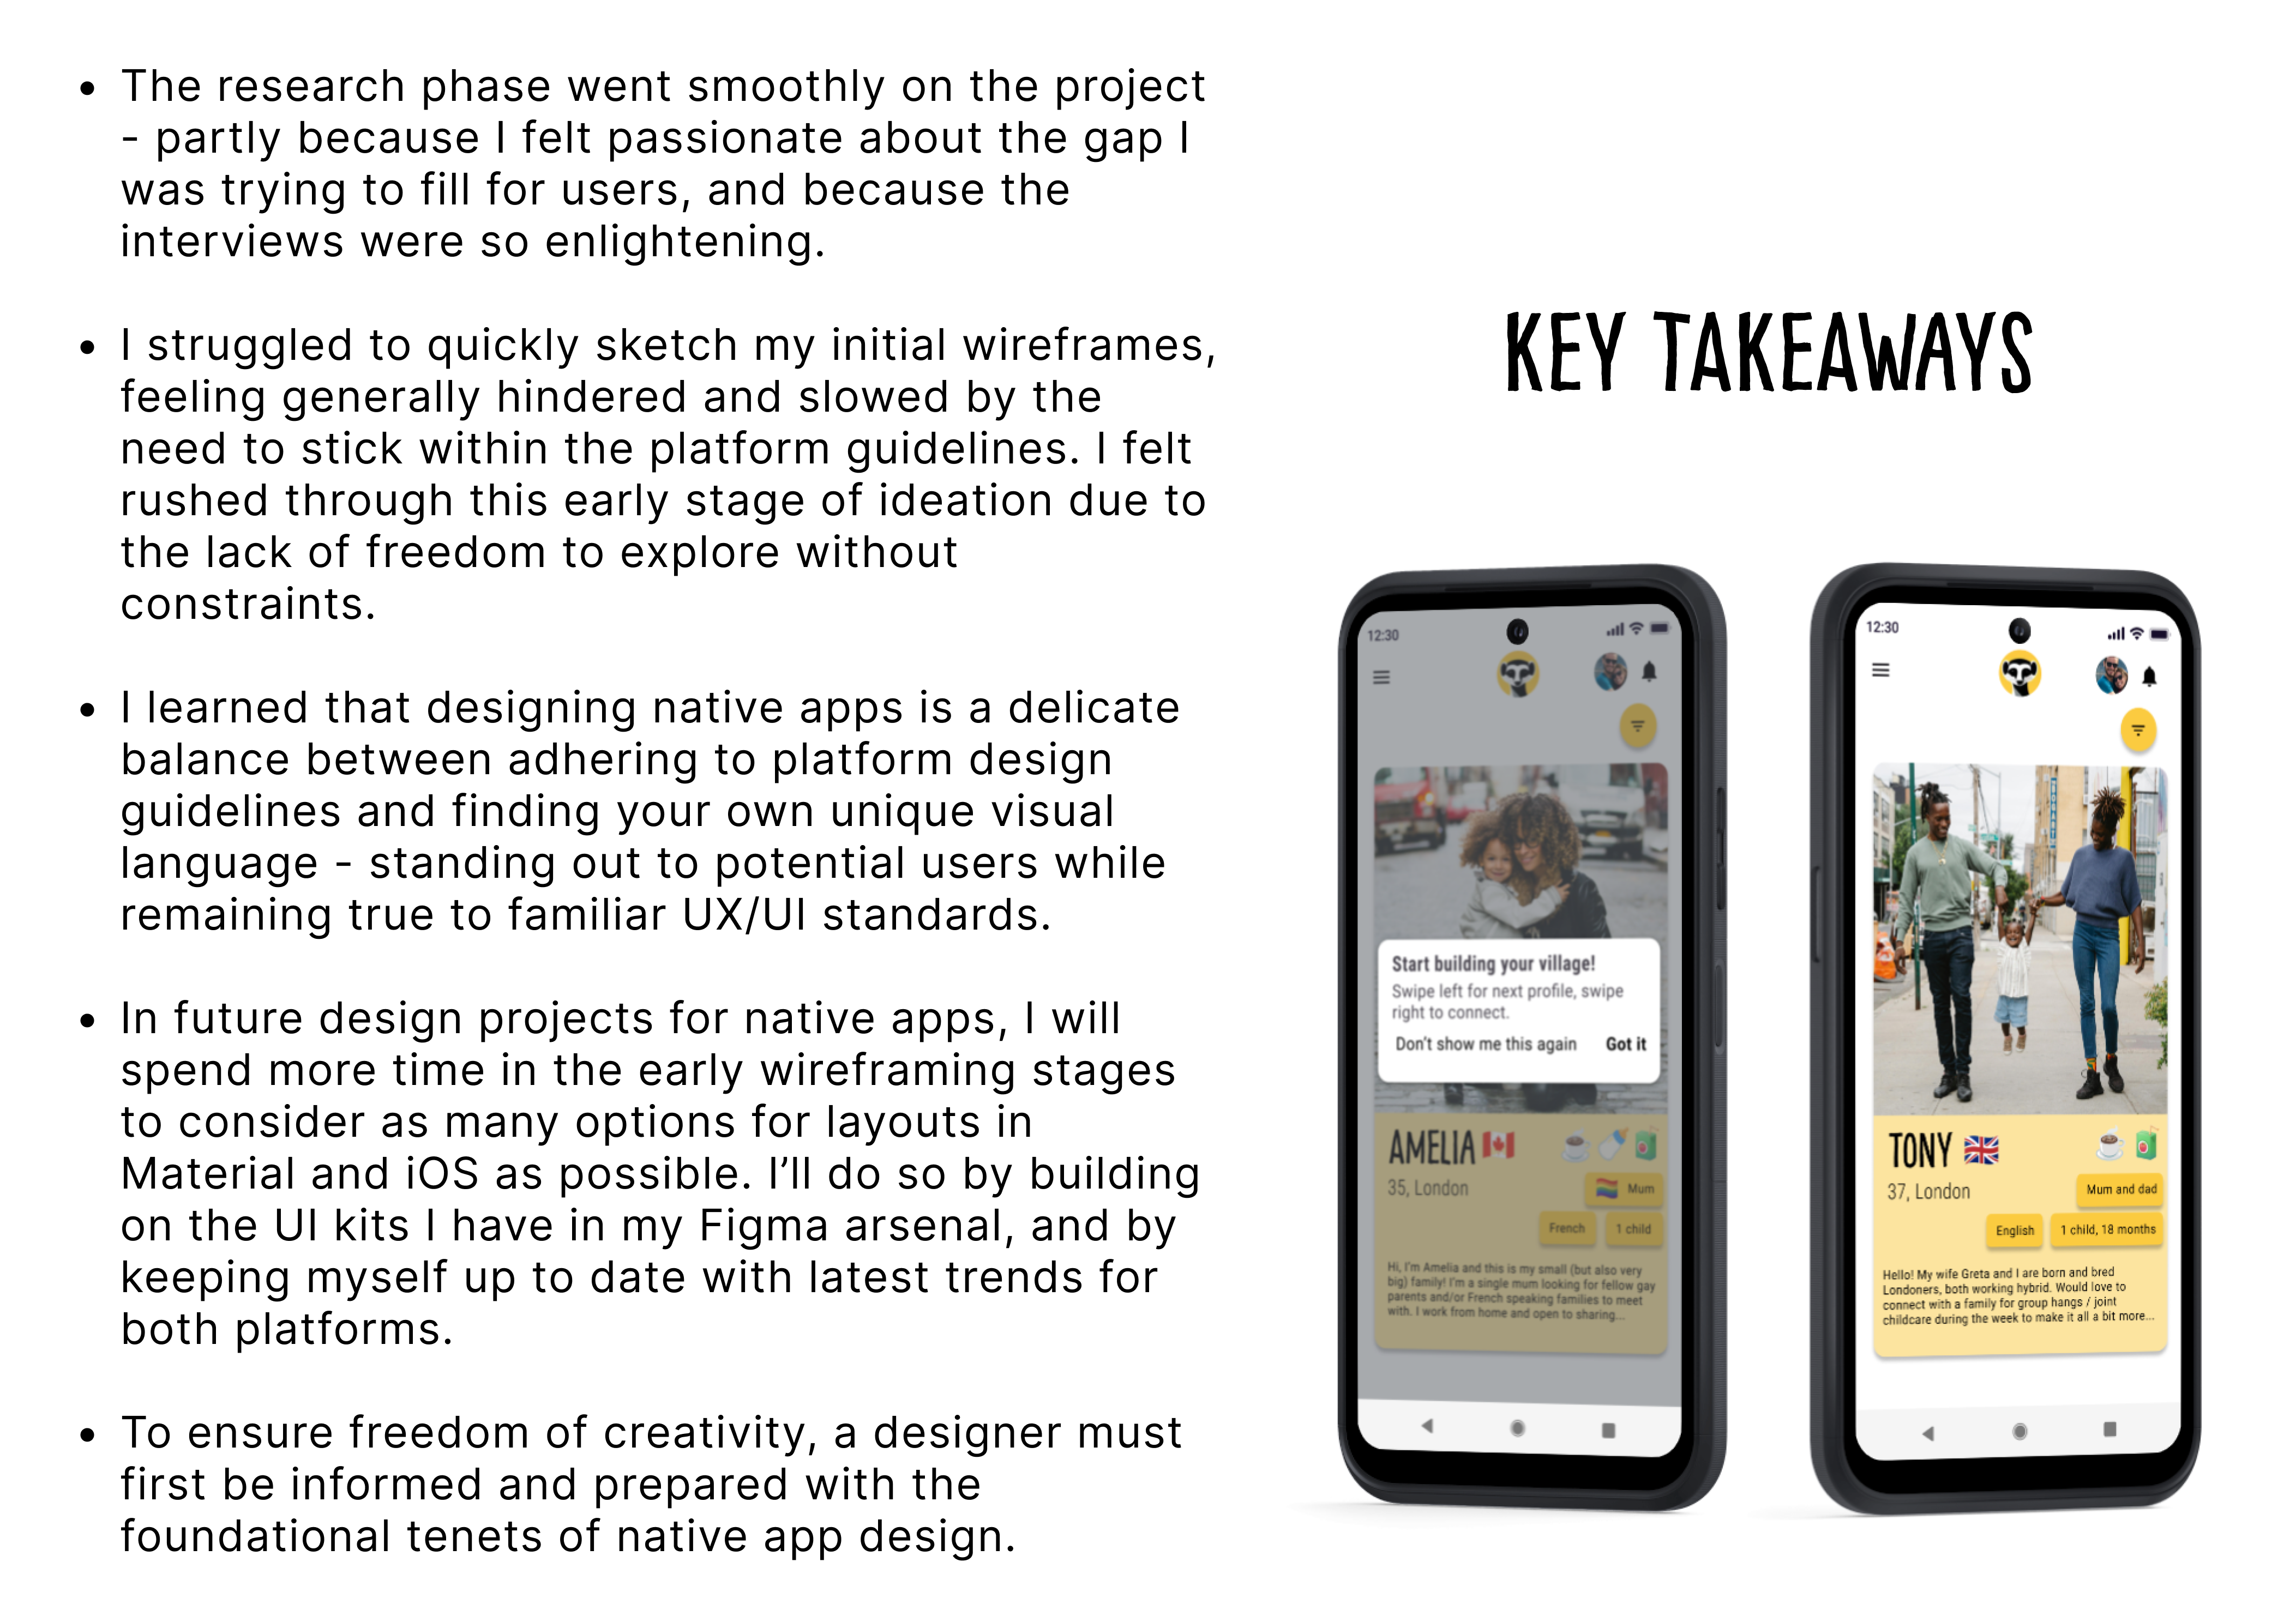 • The research phase went smoothly on the project
- partly because I felt passionate about the gap I
was trying to fill for users, and because the
interviews were so enlightening.
• I struggled to quickly sketch my initial wireframes,
feeling generally hindered and slowed by the
need to stick within the platform guidelines. I felt
rushed through this early stage of ideation due to
the lack of freedom to explore without
constraints.
• I learned that designing native apps is a delicate
balance between adhering to platform design
guidelines and finding your own unique visual
language - standing out to potential users while
remaining true to familiar UX/UI standards.
• In future design projects for native apps, I will
spend more time in the early wireframing stages
to consider as many options for layouts in
Material and iOS as possible. I’ll do so by building
on the UI kits I have in my Figma arsenal, and by
keeping myself up to date with latest trends for
both platforms.
• To ensure freedom of creativity, a designer must
first be informed and prepared with the
foundational tenets of native app design.
KEY TAKEAWAYS
12:30
Start building your village!
Swipe left for next profile, swipe
right to connect.
Don't show me this again Got it
AMELIA
35, London
Mum
French 1 child
Hi, I'm Amelia and this is my small (but also very
big) family! I'm a single mum looking for fellow gay
parents and/or French speaking families to meet
with. I work from home and open to sharing...
12:30
TONY
37, London
Mum and dad
English 1 child, 18 months
Hello! My wife Greta and I are born and bred
Londoners, both working hybrid. Would love to
connect with a family for group hangs / joint
childcare during the week to make it all a bit more...